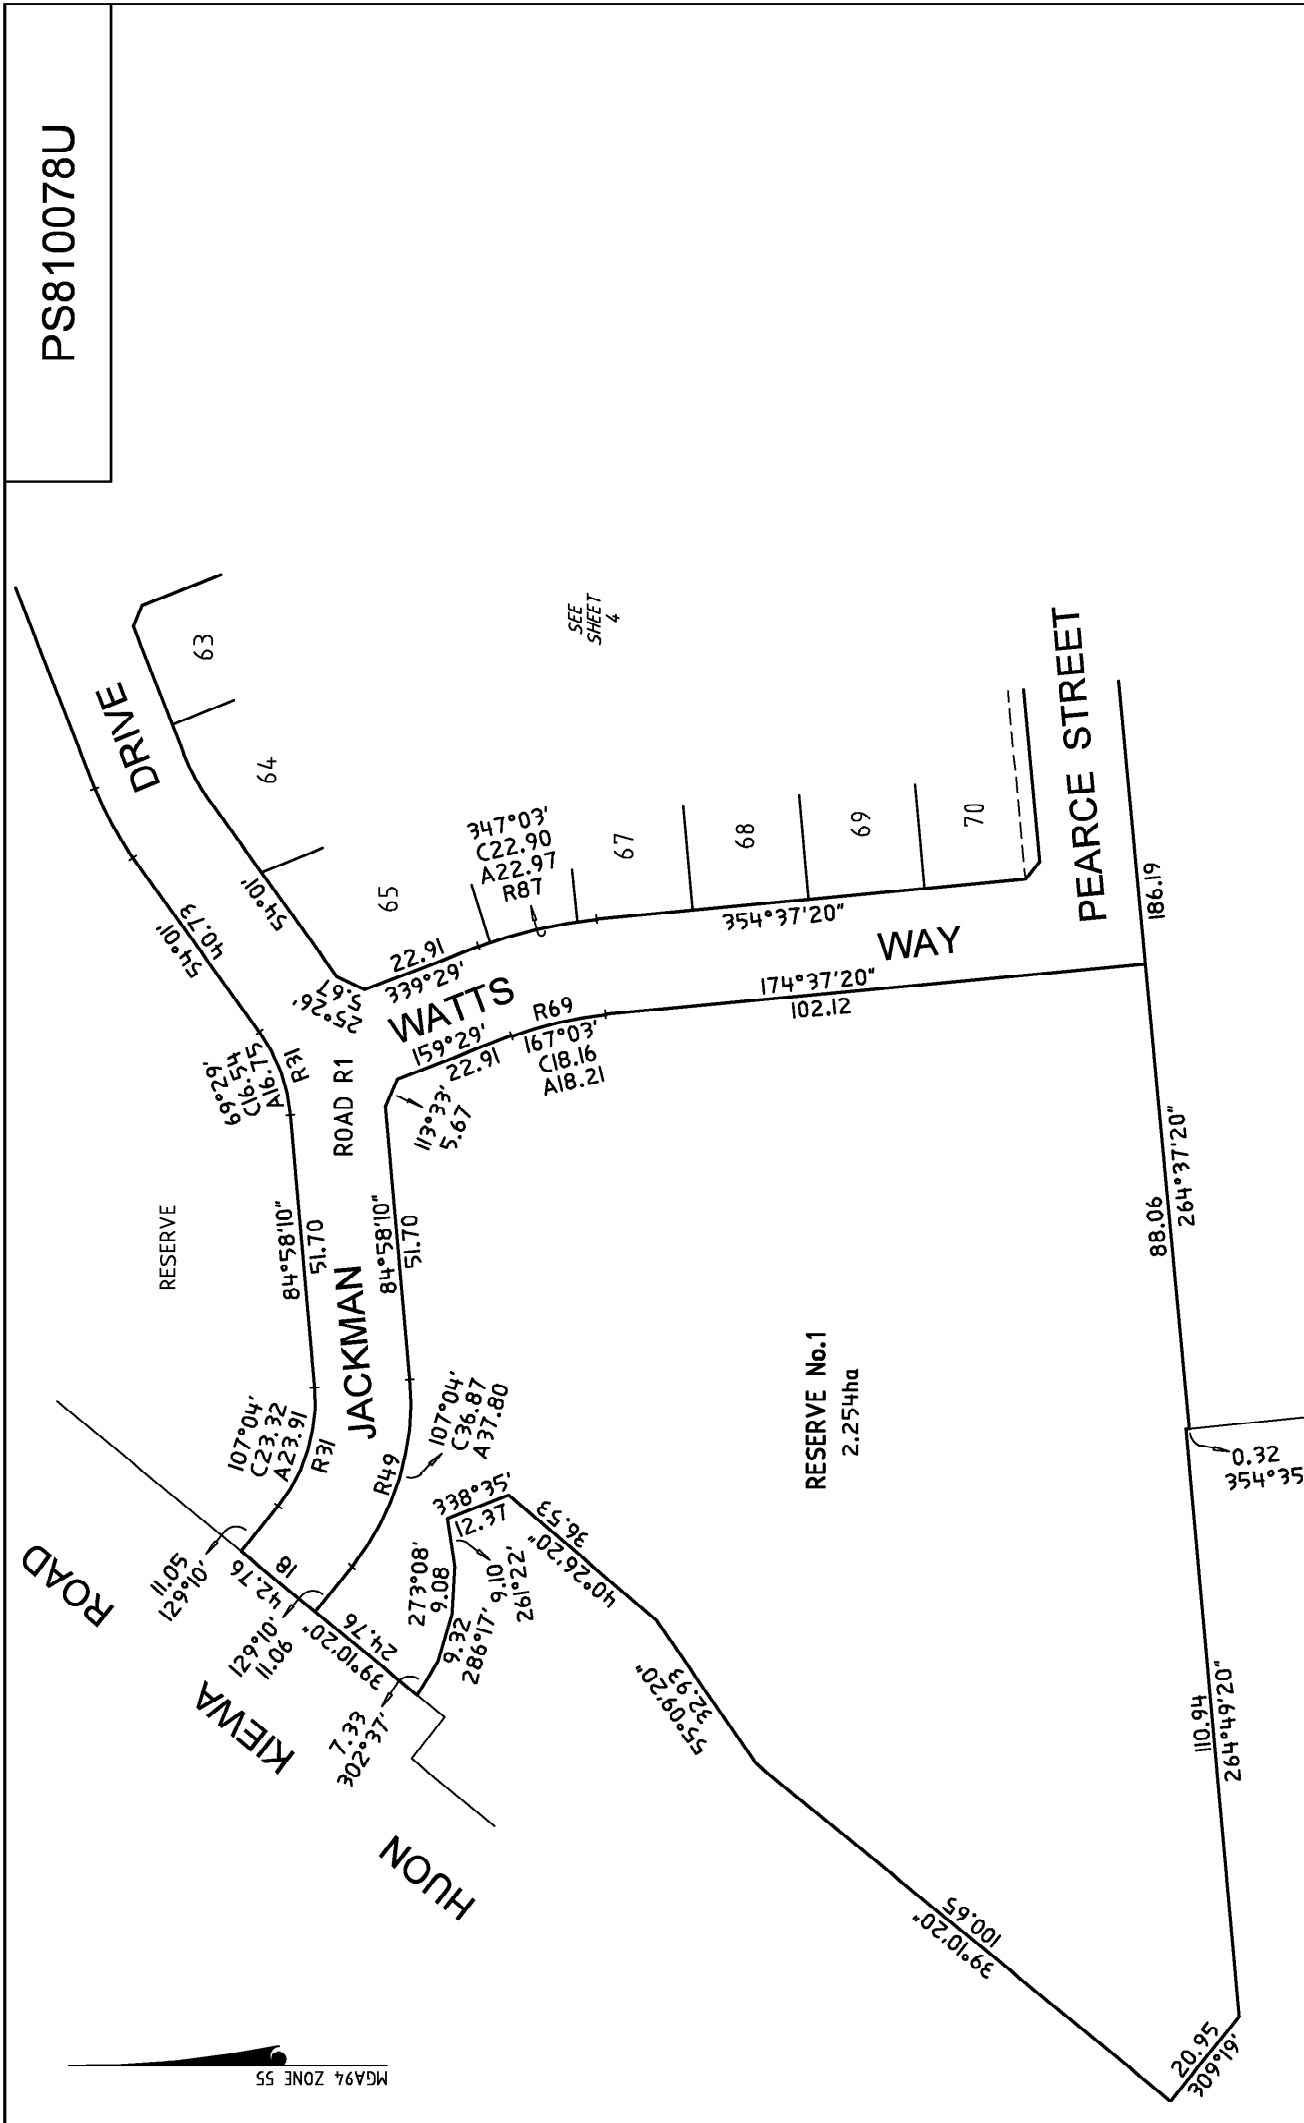 PS810078U
DRIVE
63
64
65
67
68
69
70
SEE
SHEET
4
54°01'
40.73
54°01'
347°03'
C22.90
A22.97
R87
22.91
339°29'
5.67
25°26'
WATTS
WAY
354°37'20"
174°37'20"
102.12
PEARCE STREET
186.19
R69
167°03'
C18.16
A18.21
159°29'
22.91
113°33'
5.67
69°29'
C16.54
A16.75
R31
ROAD R1
RESERVE
84°58'10"
51.70
84°58'10"
51.70
JACKMAN
107°04'
C23.32
A23.91
R31
107°04'
C36.87
A37.80
R49
RESERVE No.1
2.254ha
88.06
264°37'20"
0.32
354°35
ROAD
KIEWA
HUON
11.05
129°10'
42.76
18
129°10'
11.06
24.76
39°10'20"
7.33
302°37'
338°35'
12.37
273°08'
9.08
9.10
261°22'
9.32
286°17'
36.53
40°26'20"
55°09'20"
32.93
100.65
39°10'20"
110.94
264°49'20"
20.95
309°19'
MGA94 ZONE 55